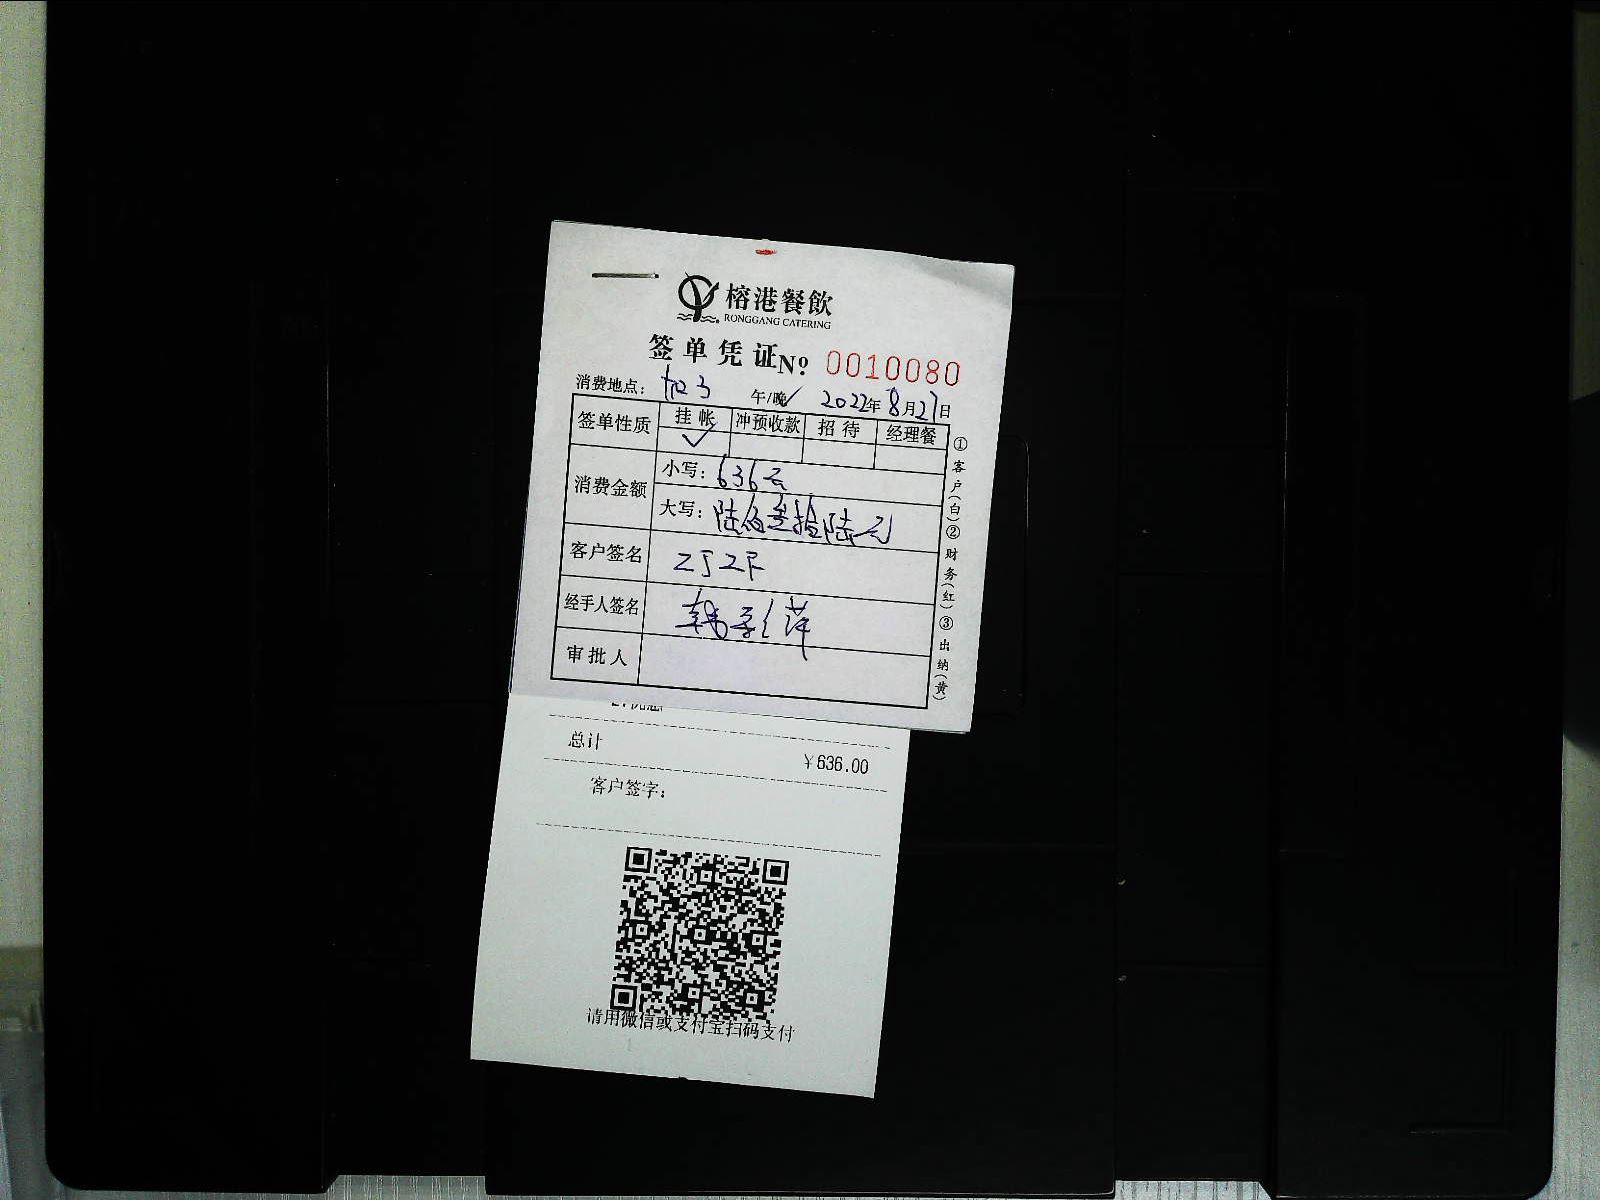 榕港餐飲
RONGGANG CATERING
签单凭证 №: 0010080
消费地点： 午/晚✓ 2022年8月27日
签单性质 挂帐 冲预收款 招待 经理餐
✓
消费金额 小写：636元
大写：陆佰叁拾陆元
客户签名
经手人签名 韩彩萍
审批人
①客户（白）②财务（红）③出纳（黄）
总计 ￥636.00
客户签字：
请用微信或支付宝扫码支付